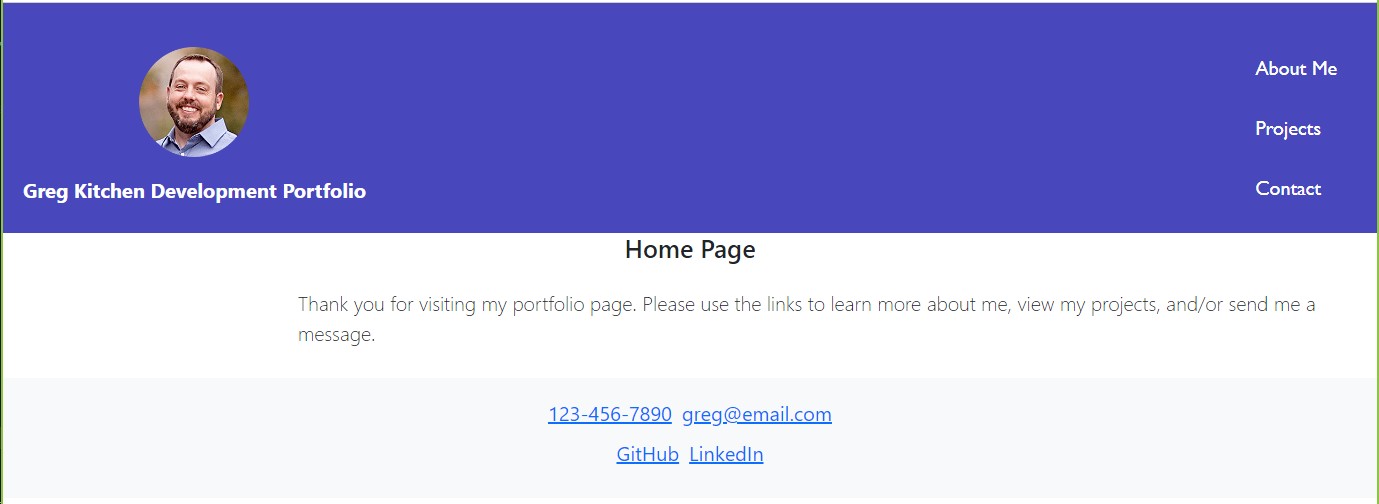 About Me
Projects
Greg Kitchen Development Portfolio
Contact
Home Page
Thank you for visiting my portfolio page. Please use the links to learn more about me, view my projects, and/or send me a
message.
123-456-7890 greg@email.com
GitHub LinkedIn